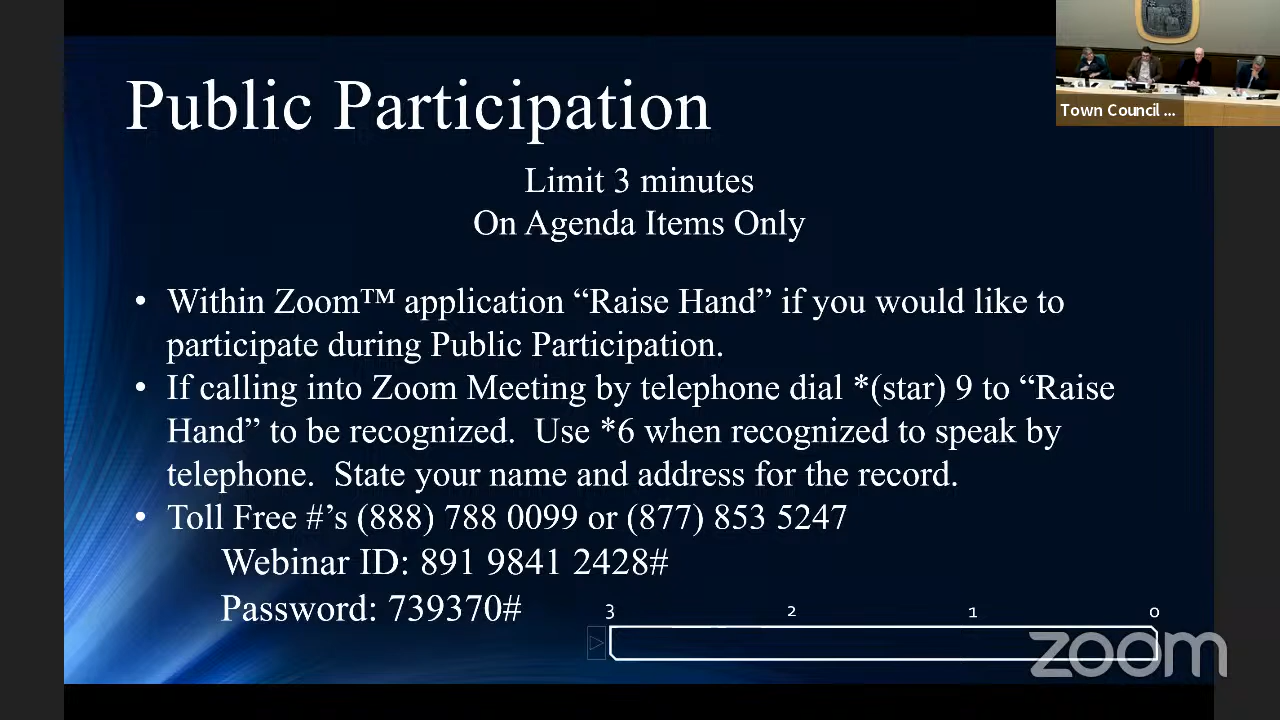 Public Participation
Town Council ...
Limit 3 minutes
On Agenda Items Only
• Within Zoom™ application “Raise Hand” if you would like to
participate during Public Participation.
• If calling into Zoom Meeting by telephone dial *(star) 9 to “Raise
Hand” to be recognized.  Use *6 when recognized to speak by
telephone.  State your name and address for the record.
• Toll Free #’s (888) 788 0099 or (877) 853 5247
Webinar ID: 891 9841 2428#
Password: 739370#
3 2 1 0
zoom